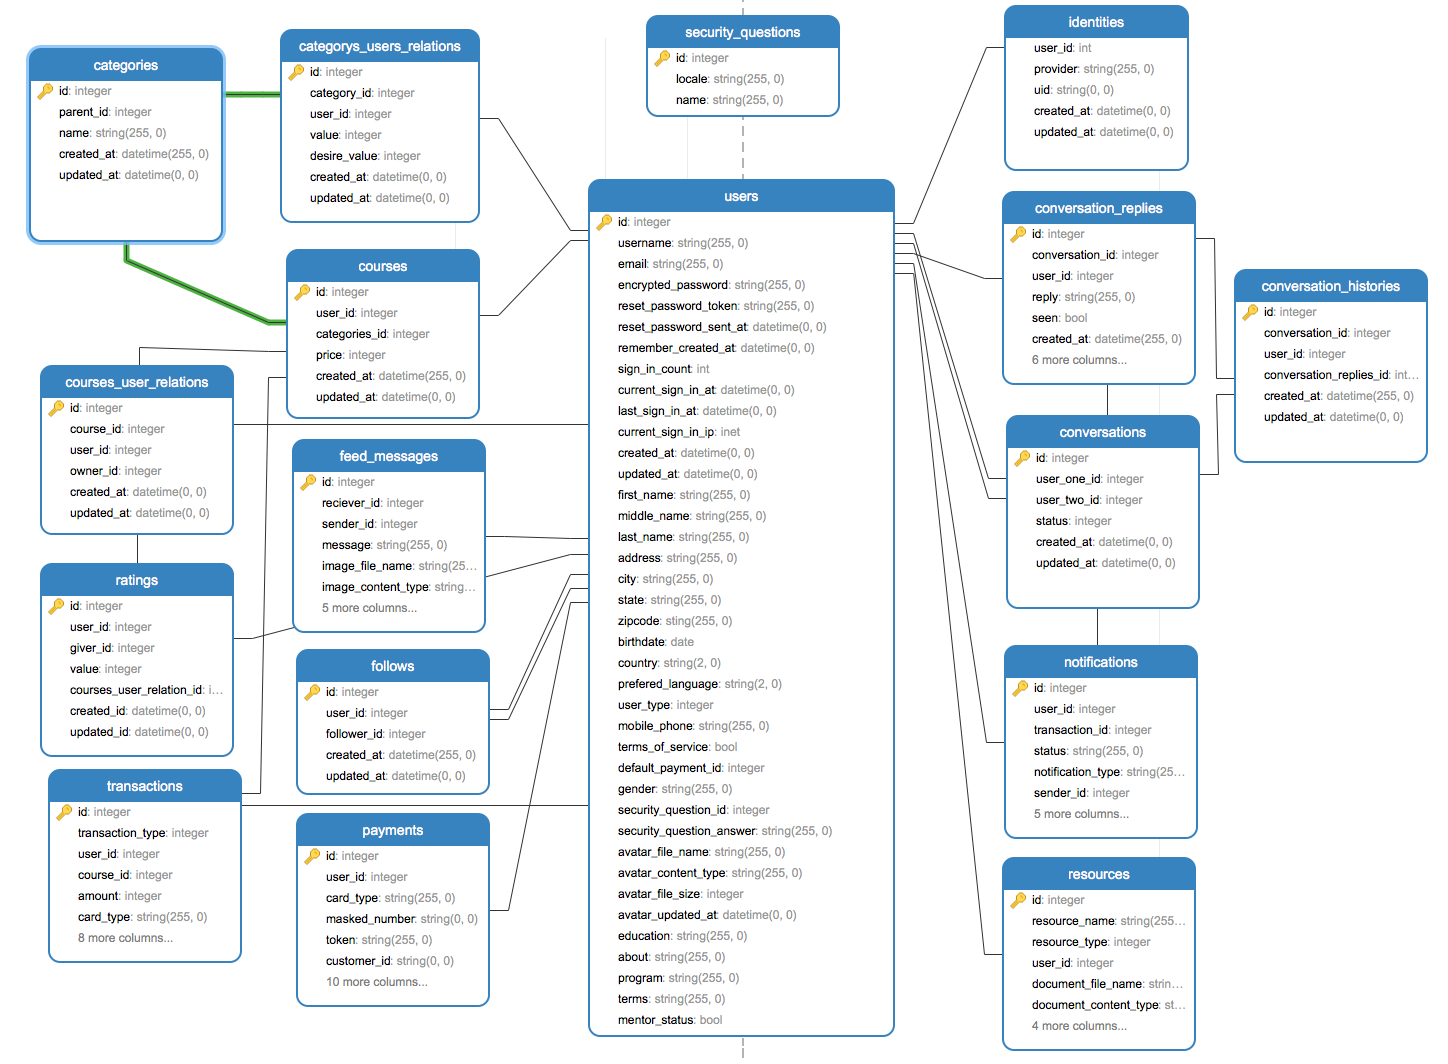 categories
id: integer
parent_id: integer
name: string(255, 0)
created_at: datetime(255, 0)
updated_at: datetime(0, 0)
categorys_users_relations
id: integer
category_id: integer
user_id: integer
value: integer
desire_value: integer
created_at: datetime(0, 0)
updated_at: datetime(0, 0)
courses
id: integer
user_id: integer
categories_id: integer
price: integer
created_at: datetime(255, 0)
updated_at: datetime(0, 0)
courses_user_relations
id: integer
course_id: integer
user_id: integer
owner_id: integer
created_at: datetime(0, 0)
updated_at: datetime(0, 0)
feed_messages
id: integer
reciever_id: integer
sender_id: integer
message: string(255, 0)
image_file_name: string(25...
image_content_type: string...
5 more columns...
ratings
id: integer
user_id: integer
giver_id: integer
value: integer
courses_user_relation_id: i...
created_id: datetime(0, 0)
updated_id: datetime(0, 0)
follows
id: integer
user_id: integer
follower_id: integer
created_at: datetime(255, 0)
updated_at: datetime(0, 0)
transactions
id: integer
transaction_type: integer
user_id: integer
course_id: integer
amount: integer
card_type: string(255, 0)
8 more columns...
payments
id: integer
user_id: integer
card_type: string(255, 0)
masked_number: string(0, 0)
token: string(255, 0)
customer_id: string(0, 0)
10 more columns...
security_questions
id: integer
locale: string(255, 0)
name: string(255, 0)
users
id: integer
username: string(255, 0)
email: string(255, 0)
encrypted_password: string(255, 0)
reset_password_token: string(255, 0)
reset_password_sent_at: datetime(0, 0)
remember_created_at: datetime(0, 0)
sign_in_count: int
current_sign_in_at: datetime(0, 0)
last_sign_in_at: datetime(0, 0)
current_sign_in_ip: inet
created_at: datetime(0, 0)
updated_at: datetime(0, 0)
first_name: string(255, 0)
middle_name: string(255, 0)
last_name: string(255, 0)
address: string(255, 0)
city: string(255, 0)
state: string(255, 0)
zipcode: sting(255, 0)
birthdate: date
country: string(2, 0)
prefered_language: string(2, 0)
user_type: integer
mobile_phone: string(255, 0)
terms_of_service: bool
default_payment_id: integer
gender: string(255, 0)
security_question_id: integer
security_question_answer: string(255, 0)
avatar_file_name: string(255, 0)
avatar_content_type: string(255, 0)
avatar_file_size: integer
avatar_updated_at: datetime(0, 0)
education: string(255, 0)
about: string(255, 0)
program: string(255, 0)
terms: string(255, 0)
mentor_status: bool
identities
user_id: int
provider: string(255, 0)
uid: string(0, 0)
created_at: datetime(0, 0)
updated_at: datetime(0, 0)
conversation_replies
id: integer
conversation_id: integer
user_id: integer
reply: string(255, 0)
seen: bool
created_at: datetime(255, 0)
6 more columns...
conversation_histories
id: integer
conversation_id: integer
user_id: integer
conversation_replies_id: int...
created_at: datetime(255, 0)
updated_at: datetime(0, 0)
conversations
id: integer
user_one_id: integer
user_two_id: integer
status: integer
created_at: datetime(0, 0)
updated_at: datetime(0, 0)
notifications
id: integer
user_id: integer
transaction_id: integer
status: string(255, 0)
notification_type: string(25...
sender_id: integer
5 more columns...
resources
id: integer
resource_name: string(255...
resource_type: integer
user_id: integer
document_file_name: strin...
document_content_type: st...
4 more columns...